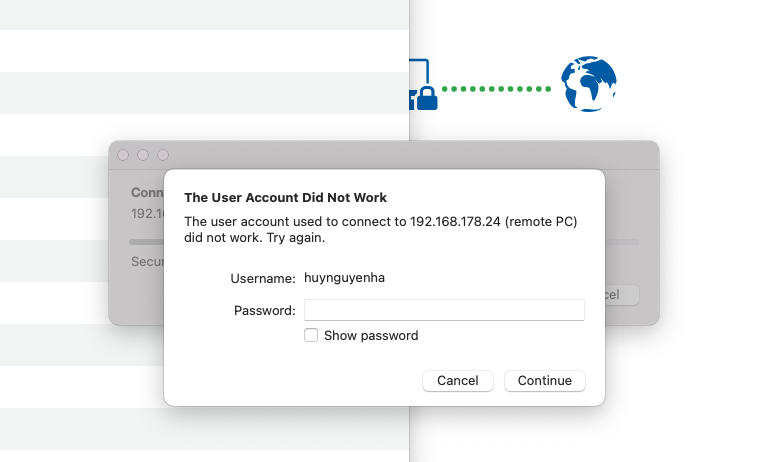 Conn
192.16
The User Account Did Not Work
The user account used to connect to 192.168.178.24 (remote PC)
did not work. Try again.
Secur
Username: huynguyenha
Password:
Show password
cel
Cancel Continue